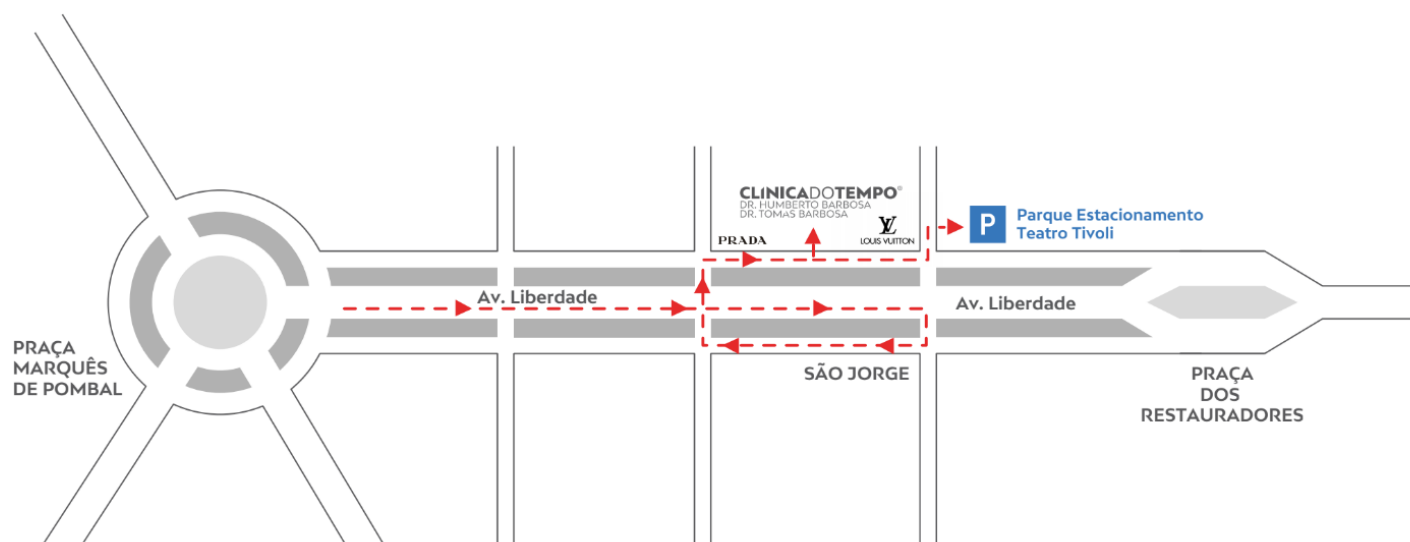 CLINICADOTEMPO®
DR. HUMBERTO BARBOSA
DR. TOMAS BARBOSA
PRADA
LV
LOUIS VUITTON
P
Parque Estacionamento
Teatro Tivoli
Av. Liberdade
Av. Liberdade
PRAÇA
MARQUÊS
DE POMBAL
SÃO JORGE
PRAÇA
DOS
RESTAURADORES